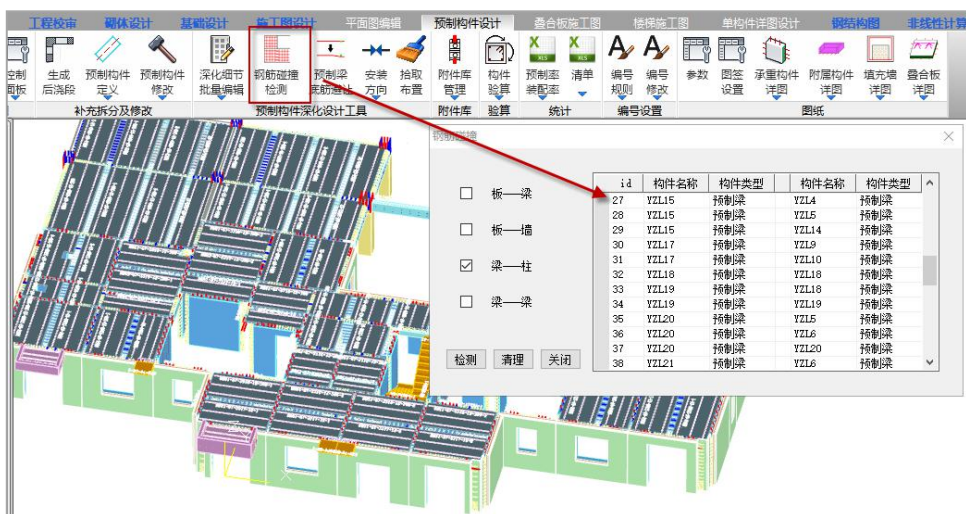 工程校审 砌体设计 基础设计 施工图设计 平面图编辑 预制构件设计 叠合板施工图 楼梯施工图 单构件详图设计 钢结构图 非线性计算
控制面板
生成后浇段
预制构件定义
预制构件修改
深化细节批量编辑
钢筋碰撞检测
预制梁底筋避让
安装方向
拾取布置
附件库管理
构件验算
预制率装配率
清单
编号规则
编号修改
参数
图签设置
承重构件详图
附属构件详图
填充墙详图
叠合板详图
补充拆分及修改 预制构件深化设计工具 附件库 验算 统计 编号设置 图纸
钢筋碰撞
板—梁
板—墙
梁—柱
梁—梁
检测 清理 关闭
id 构件名称 构件类型 构件名称 构件类型
27 YZL15 预制梁 YZL4 预制梁
28 YZL15 预制梁 YZL5 预制梁
29 YZL15 预制梁 YZL14 预制梁
30 YZL17 预制梁 YZL9 预制梁
31 YZL17 预制梁 YZL10 预制梁
32 YZL18 预制梁 YZL18 预制梁
33 YZL19 预制梁 YZL18 预制梁
34 YZL19 预制梁 YZL19 预制梁
35 YZL20 预制梁 YZL5 预制梁
36 YZL20 预制梁 YZL6 预制梁
37 YZL20 预制梁 YZL20 预制梁
38 YZL21 预制梁 YZL6 预制梁